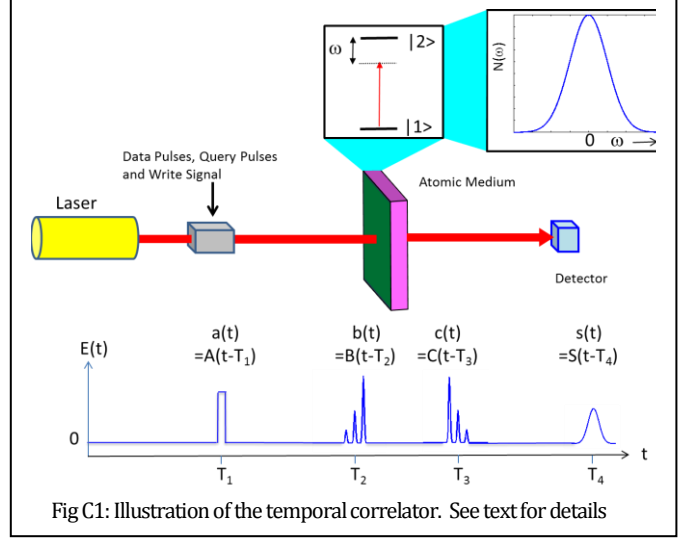 ω
|2>
|1>
N(ω)
0 ω
Data Pulses, Query Pulses
and Write Signal
Atomic Medium
Laser
Detector
a(t) b(t) c(t) s(t)
E(t) =A(t-T₁) =B(t-T₂) =C(t-T₃) =S(t-T₄)
0
t
T₁ T₂ T₃ T₄
Fig C1: Illustration of the temporal correlator. See text for details